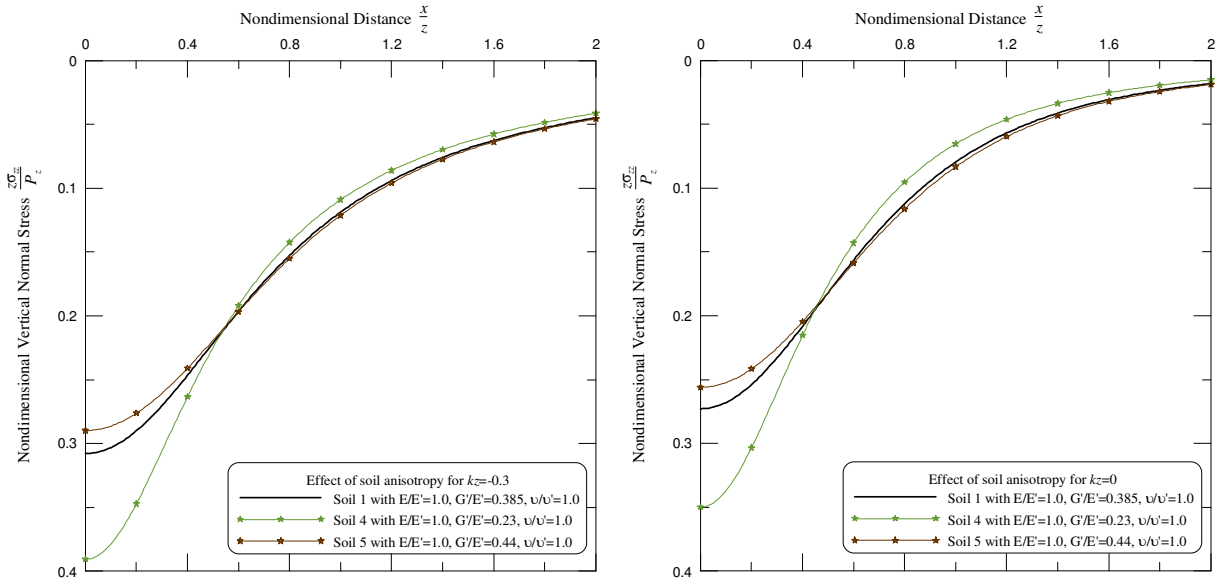 Nondimensional Distance x/z
0 0.4 0.8 1.2 1.6 2
0
0.1
0.2
0.3
0.4
Nondimensional Vertical Normal Stress zσzz/Pz
Effect of soil anisotropy for kz=-0.3
Soil 1 with E/E'=1.0, G'/E'=0.385, υ/υ'=1.0
Soil 4 with E/E'=1.0, G'/E'=0.23, υ/υ'=1.0
Soil 5 with E/E'=1.0, G'/E'=0.44, υ/υ'=1.0
Nondimensional Distance x/z
0 0.4 0.8 1.2 1.6 2
0
0.1
0.2
0.3
0.4
Nondimensional Vertical Normal Stress zσzz/Pz
Effect of soil anisotropy for kz=0
Soil 1 with E/E'=1.0, G'/E'=0.385, υ/υ'=1.0
Soil 4 with E/E'=1.0, G'/E'=0.23, υ/υ'=1.0
Soil 5 with E/E'=1.0, G'/E'=0.44, υ/υ'=1.0